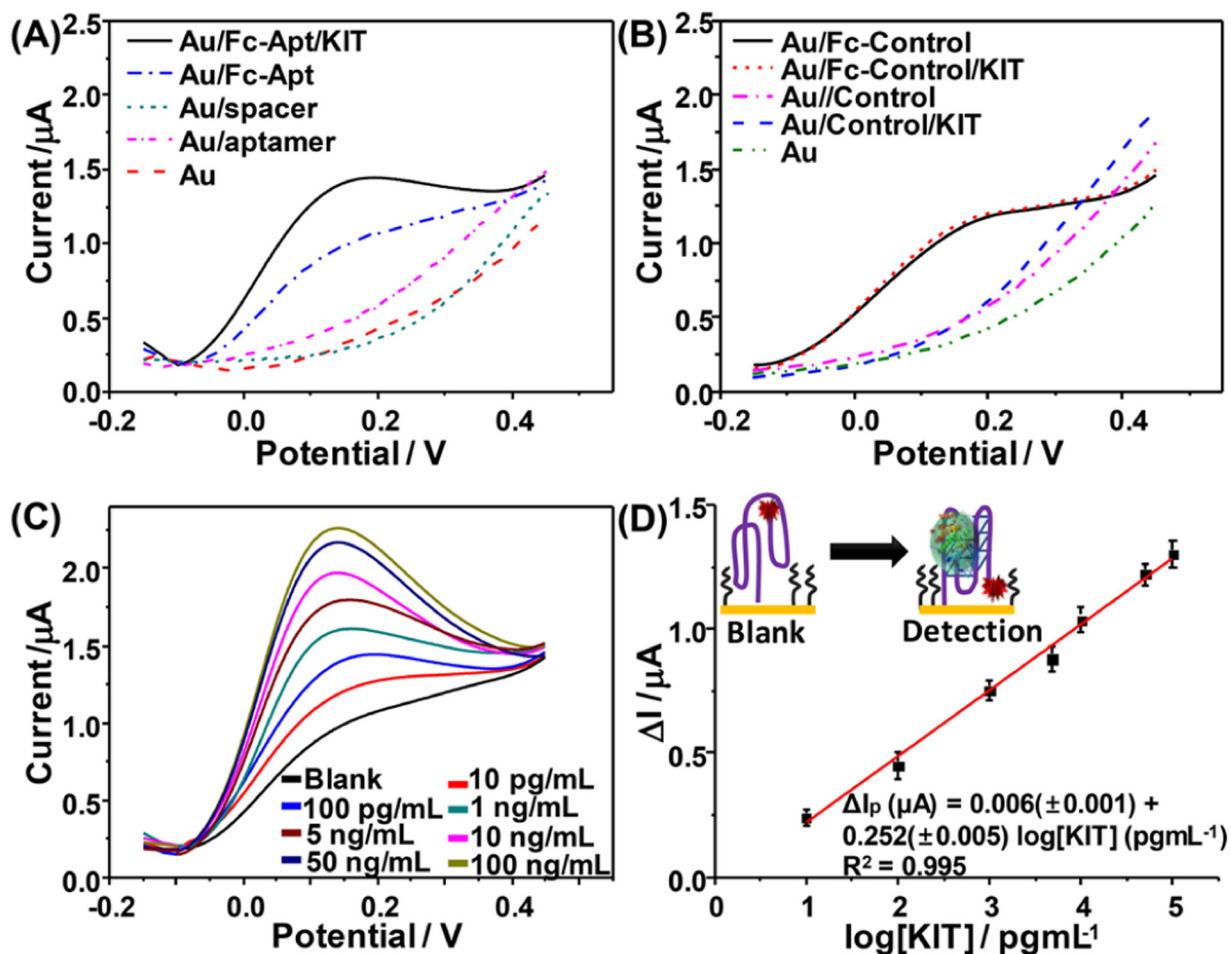 (A)
2.5
2.0
1.5
1.0
0.5
0.0
Current /μA
Au/Fc-Apt/KIT
Au/Fc-Apt
Au/spacer
Au/aptamer
Au
-0.2
0.0
0.2
0.4
Potential / V
(B)
2.5
2.0
1.5
1.0
0.5
0.0
Current/μA
Au/Fc-Control
Au/Fc-Control/KIT
Au//Control
Au/Control/KIT
Au
-0.2
0.0
0.2
0.4
Potential / V
(C)
2.0
1.5
1.0
0.5
0.0
Current/μA
Blank
10 pg/mL
100 pg/mL
1 ng/mL
5 ng/mL
10 ng/mL
50 ng/mL
100 ng/mL
-0.2
0.0
0.2
0.4
Potential / V
(D)
1.5
1.0
0.5
0.0
ΔI / μA
Blank
Detection
ΔIp (μA) = 0.006(±0.001) +
0.252(±0.005) log[KIT] (pgmL-1)
R² = 0.995
0
1
2
3
4
5
log[KIT] / pgmL-1